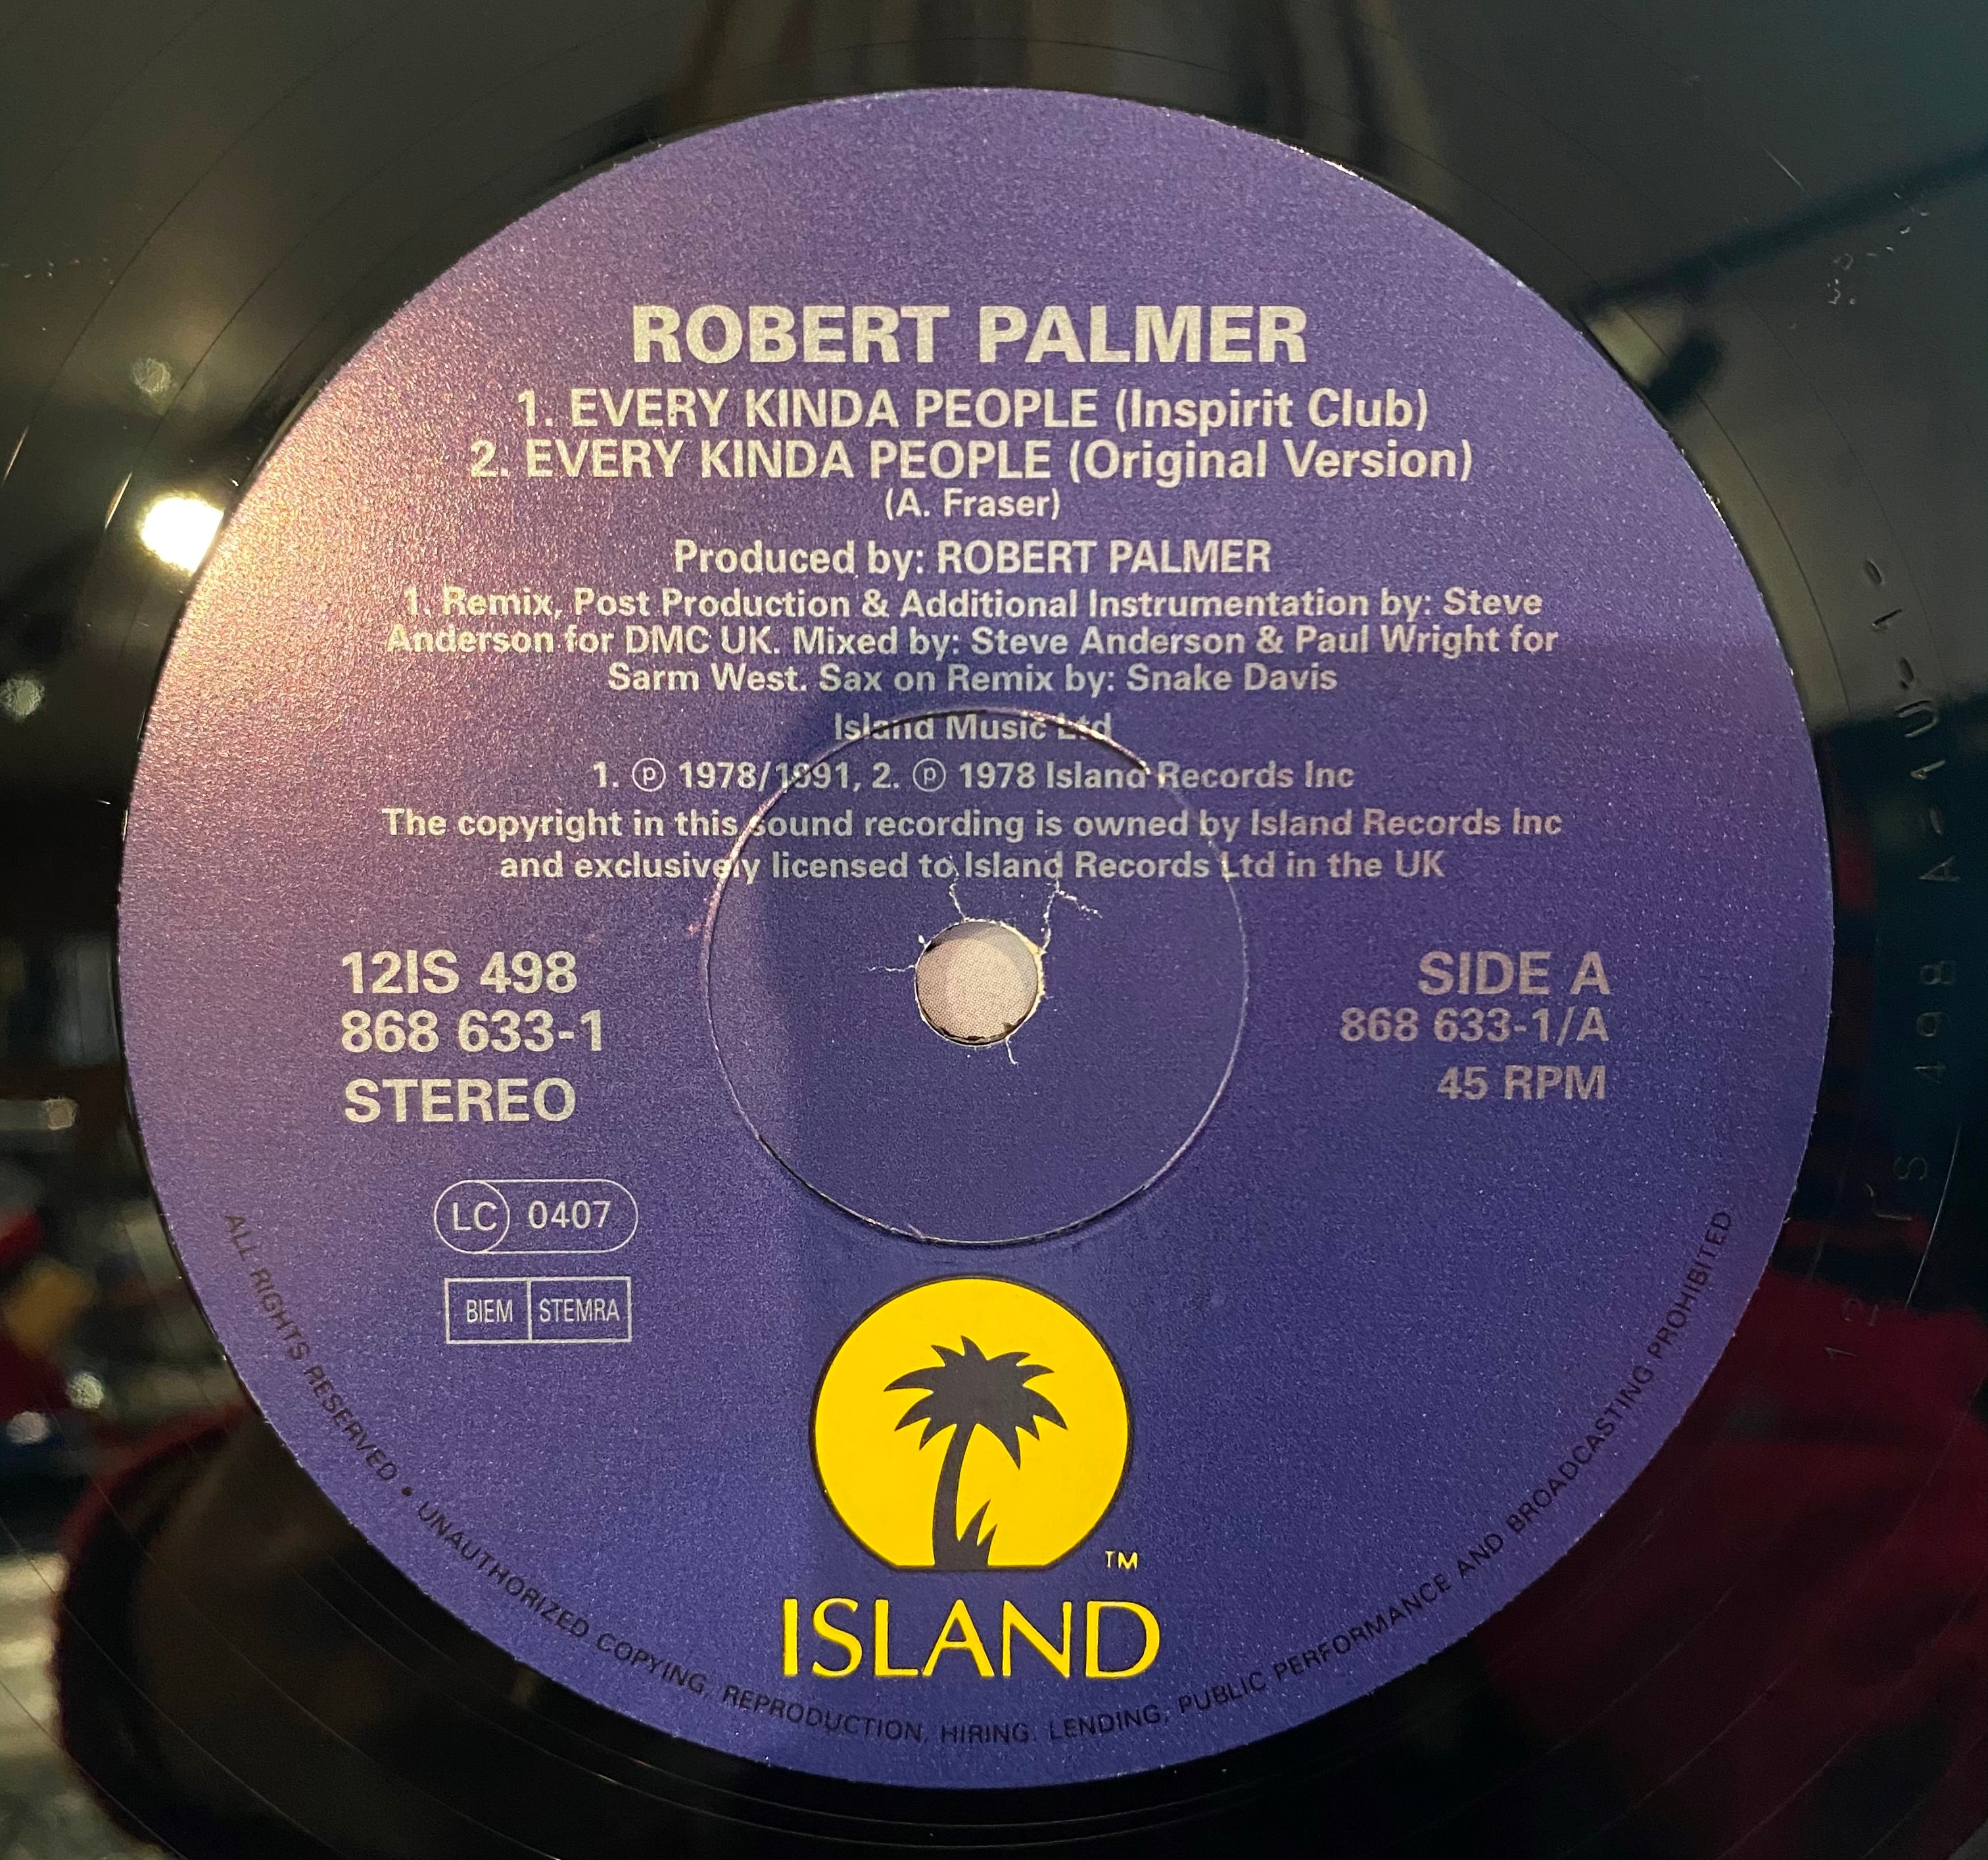 ROBERT PALMER
1. EVERY KINDA PEOPLE (Inspirit Club)
2. EVERY KINDA PEOPLE (Original Version)
(A. Fraser)
Produced by: ROBERT PALMER
1. Remix, Post Production & Additional Instrumentation by: Steve
Anderson for DMC UK. Mixed by: Steve Anderson & Paul Wright for
Sarm West. Sax on Remix by: Snake Davis
Island Music Ltd
1. ℗ 1978/1991, 2. ℗ 1978 Island Records Inc
The copyright in this sound recording is owned by Island Records Inc
and exclusively licensed to Island Records Ltd in the UK
12IS 498
868 633-1
STEREO
SIDE A
868 633-1/A
45 RPM
LC 0407
BIEM STEMRA
TM
ISLAND
ALL RIGHTS RESERVED • UNAUTHORIZED COPYING, REPRODUCTION, HIRING, LENDING, PUBLIC PERFORMANCE AND BROADCASTING PROHIBITED
12 IS 498 A=1U-1-